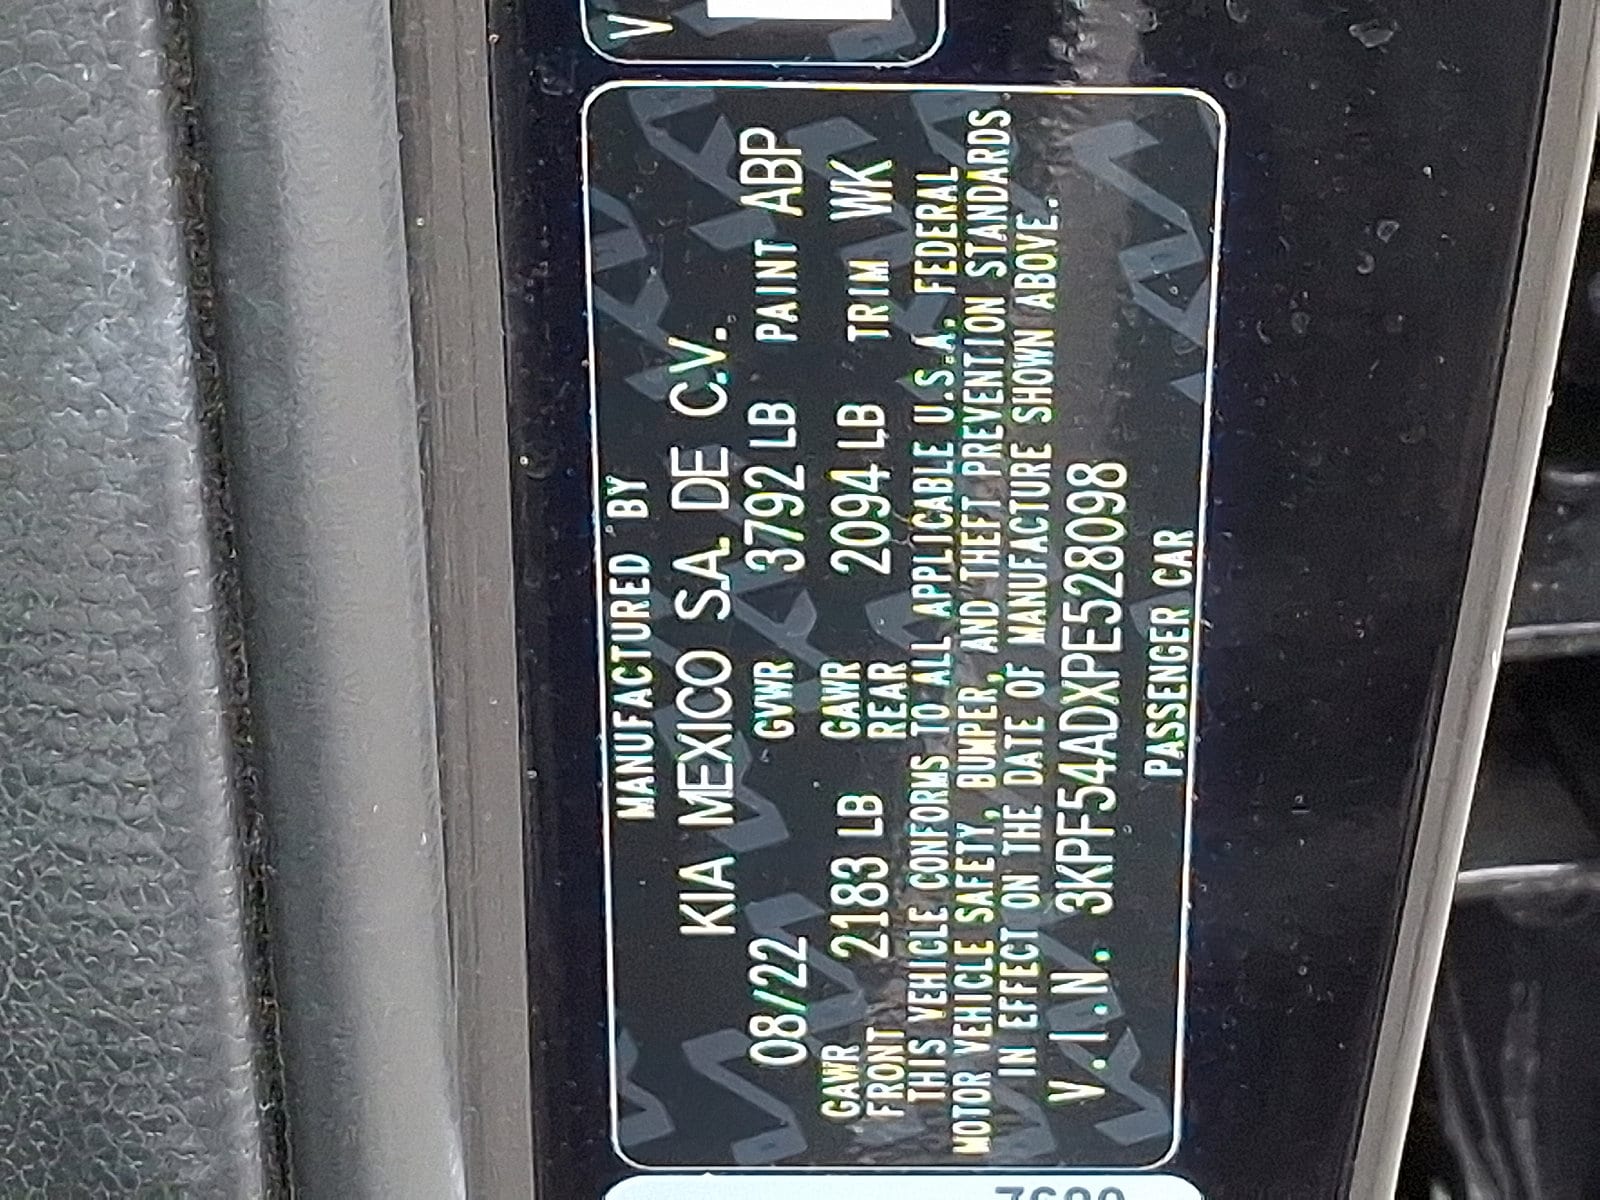 V
MANUFACTURED BY
KIA MEXICO S.A. DE C.V.
08/22 GVWR 3792 LB PAINT ABP
GAWR FRONT 2183 LB GAWR REAR 2094 LB TRIM WK
THIS VEHICLE CONFORMS TO ALL APPLICABLE U.S.A. FEDERAL
MOTOR VEHICLE SAFETY, BUMPER, AND THEFT PREVENTION STANDARDS
IN EFFECT ON THE DATE OF MANUFACTURE SHOWN ABOVE.
V.I.N. 3KPF54ADXPE528098
PASSENGER CAR